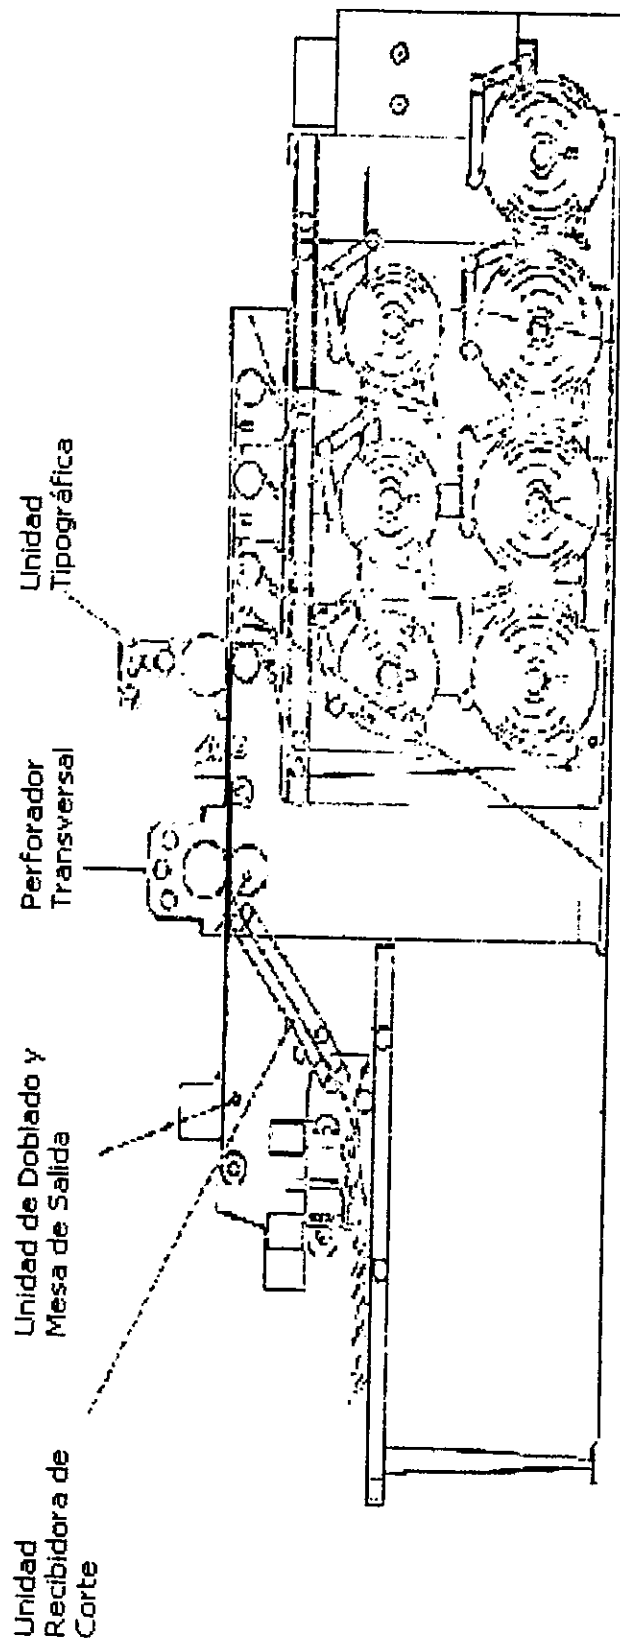 Unidad
Recibidora de
Corte
Unidad de Doblado y
Mesa de Salida
Perforador
Transversal
Unidad
Tipográfica